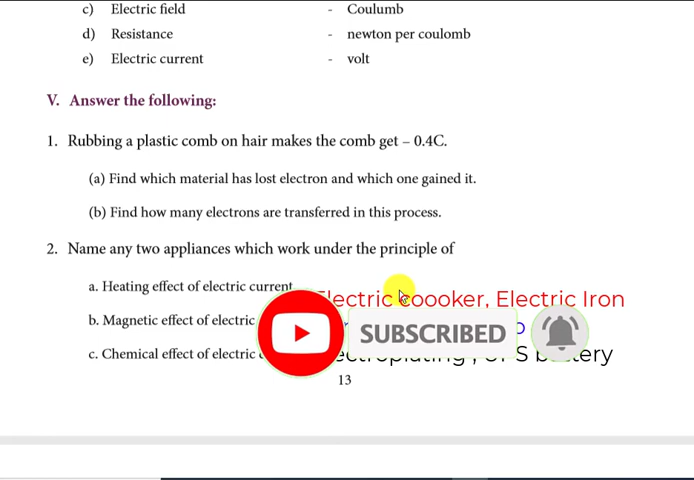 c) Electric field - Coulumb
d) Resistance - newton per coulomb
e) Electric current - volt
V. Answer the following:
1. Rubbing a plastic comb on hair makes the comb get – 0.4C.
(a) Find which material has lost electron and which one gained it.
(b) Find how many electrons are transferred in this process.
2. Name any two appliances which work under the principle of
a. Heating effect of electric current Electric coooker, Electric Iron
b. Magnetic effect of electric
SUBSCRIBED
c. Chemical effect of electric
13